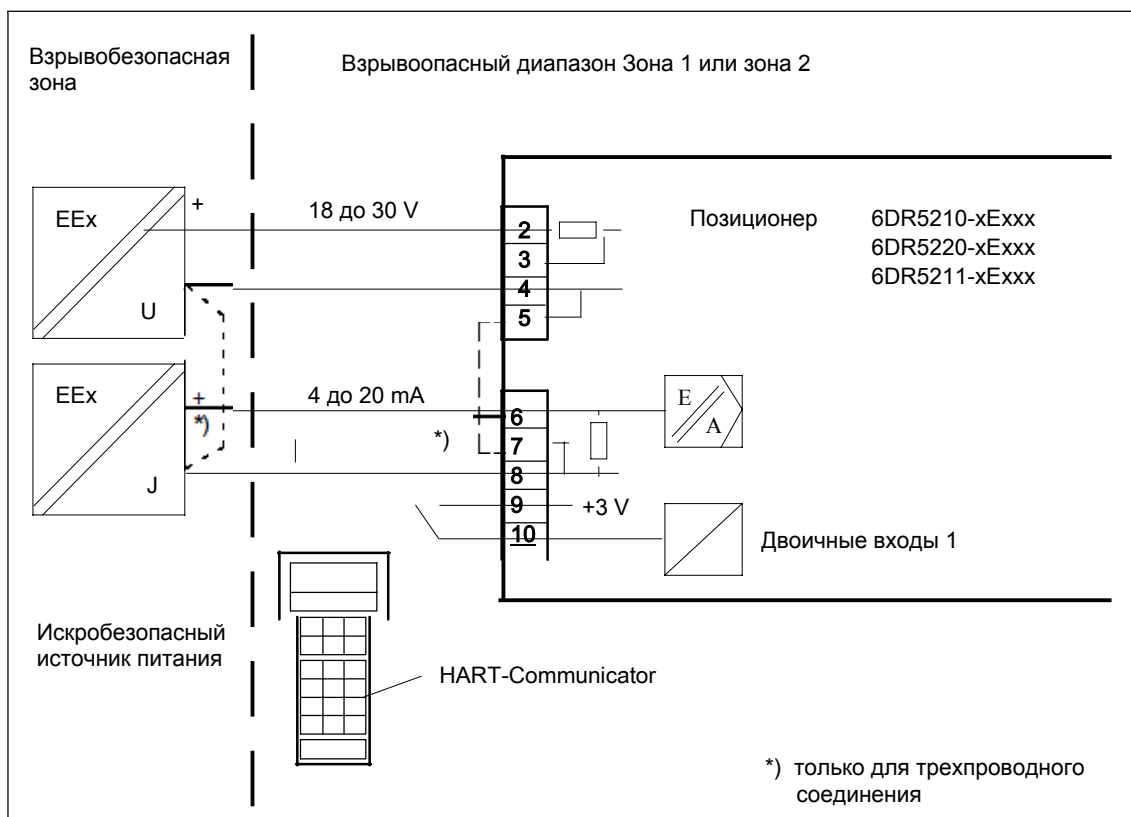 Взрывобезопасная
зона
Взрывоопасный диапазон Зона 1 или зона 2
EEx
+
U
18 до 30 V
2
3
4
5
Позиционер 6DR5210-xExxx
6DR5220-xExxx
6DR5211-xExxx
EEx
+
*)
J
4 до 20 mA
*)
6
7
8
9
10
E
A
+3 V
Двоичные входы 1
Искробезопасный
источник питания
HART-Communicator
*) только для трехпроводного
соединения